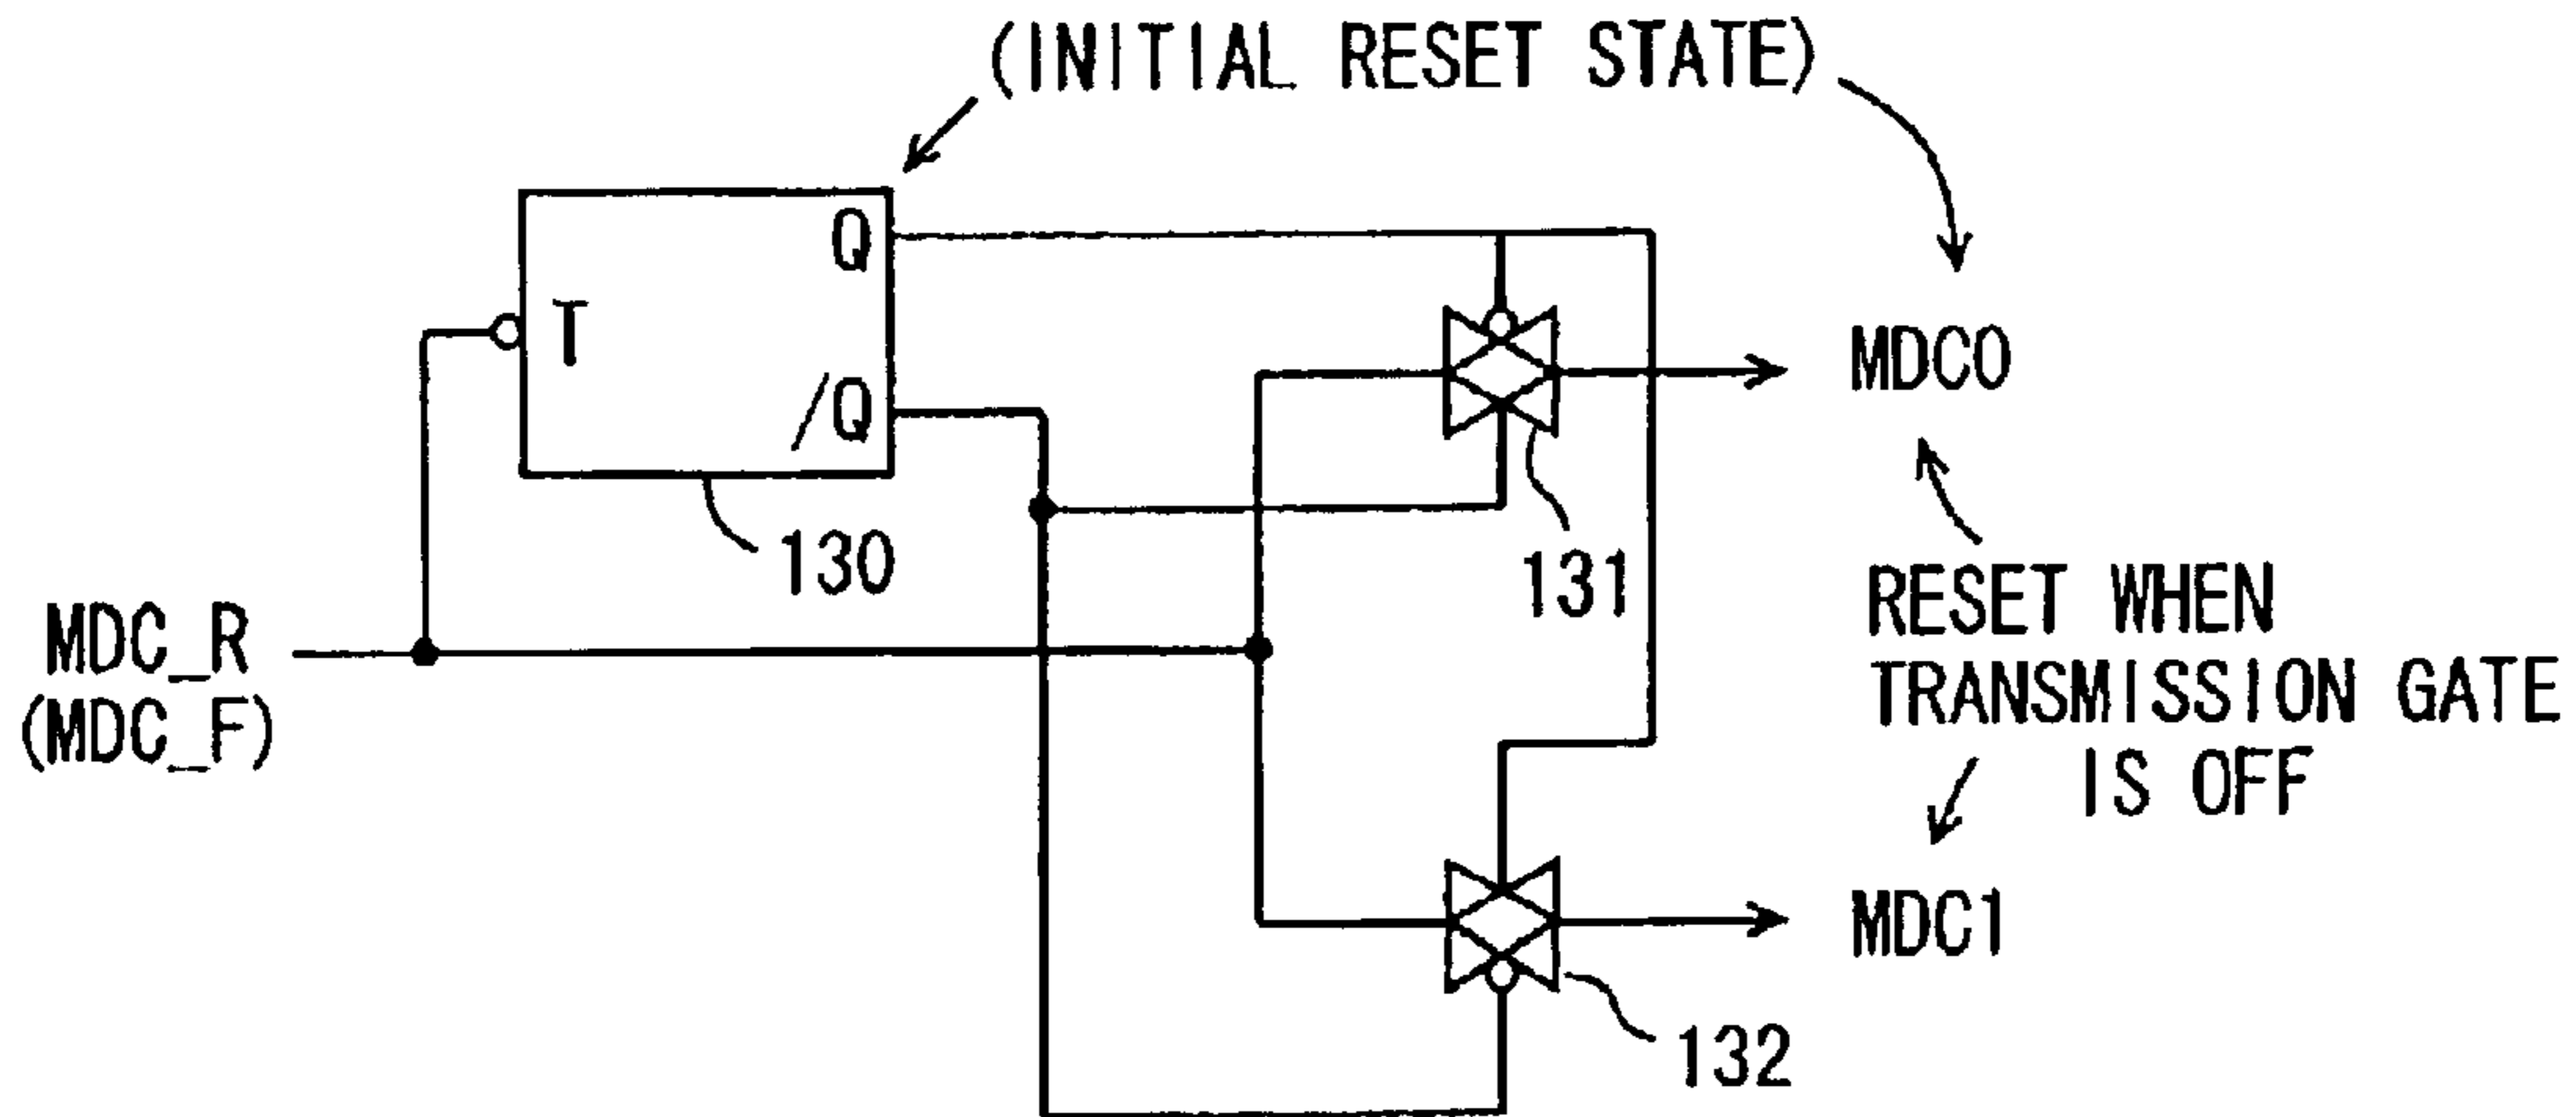 (INITIAL RESET STATE)
Q
T
/Q
130
MDC0
131
MDC_R
(MDC_F)
RESET WHEN
TRANSMISSION GATE
IS OFF
MDC1
132